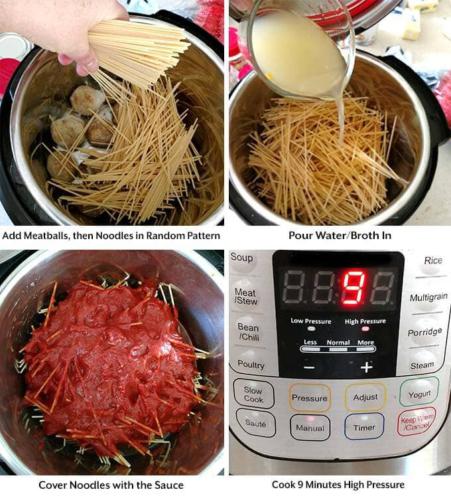 Add Meatballs, then Noodles in Random Pattern
Pour Water/Broth In
Soup
Rice
Meat
/Stew
Multigrain
Bean
/Chili
Low Pressure
High Pressure
Porridge
Less
Normal
More
Poultry
Steam
9
−
+
Slow
Cook
Pressure
Adjust
Yogurt
Sauté
Manual
Timer
Keep Warm
/Cancel
Cover Noodles with the Sauce
Cook 9 Minutes High Pressure